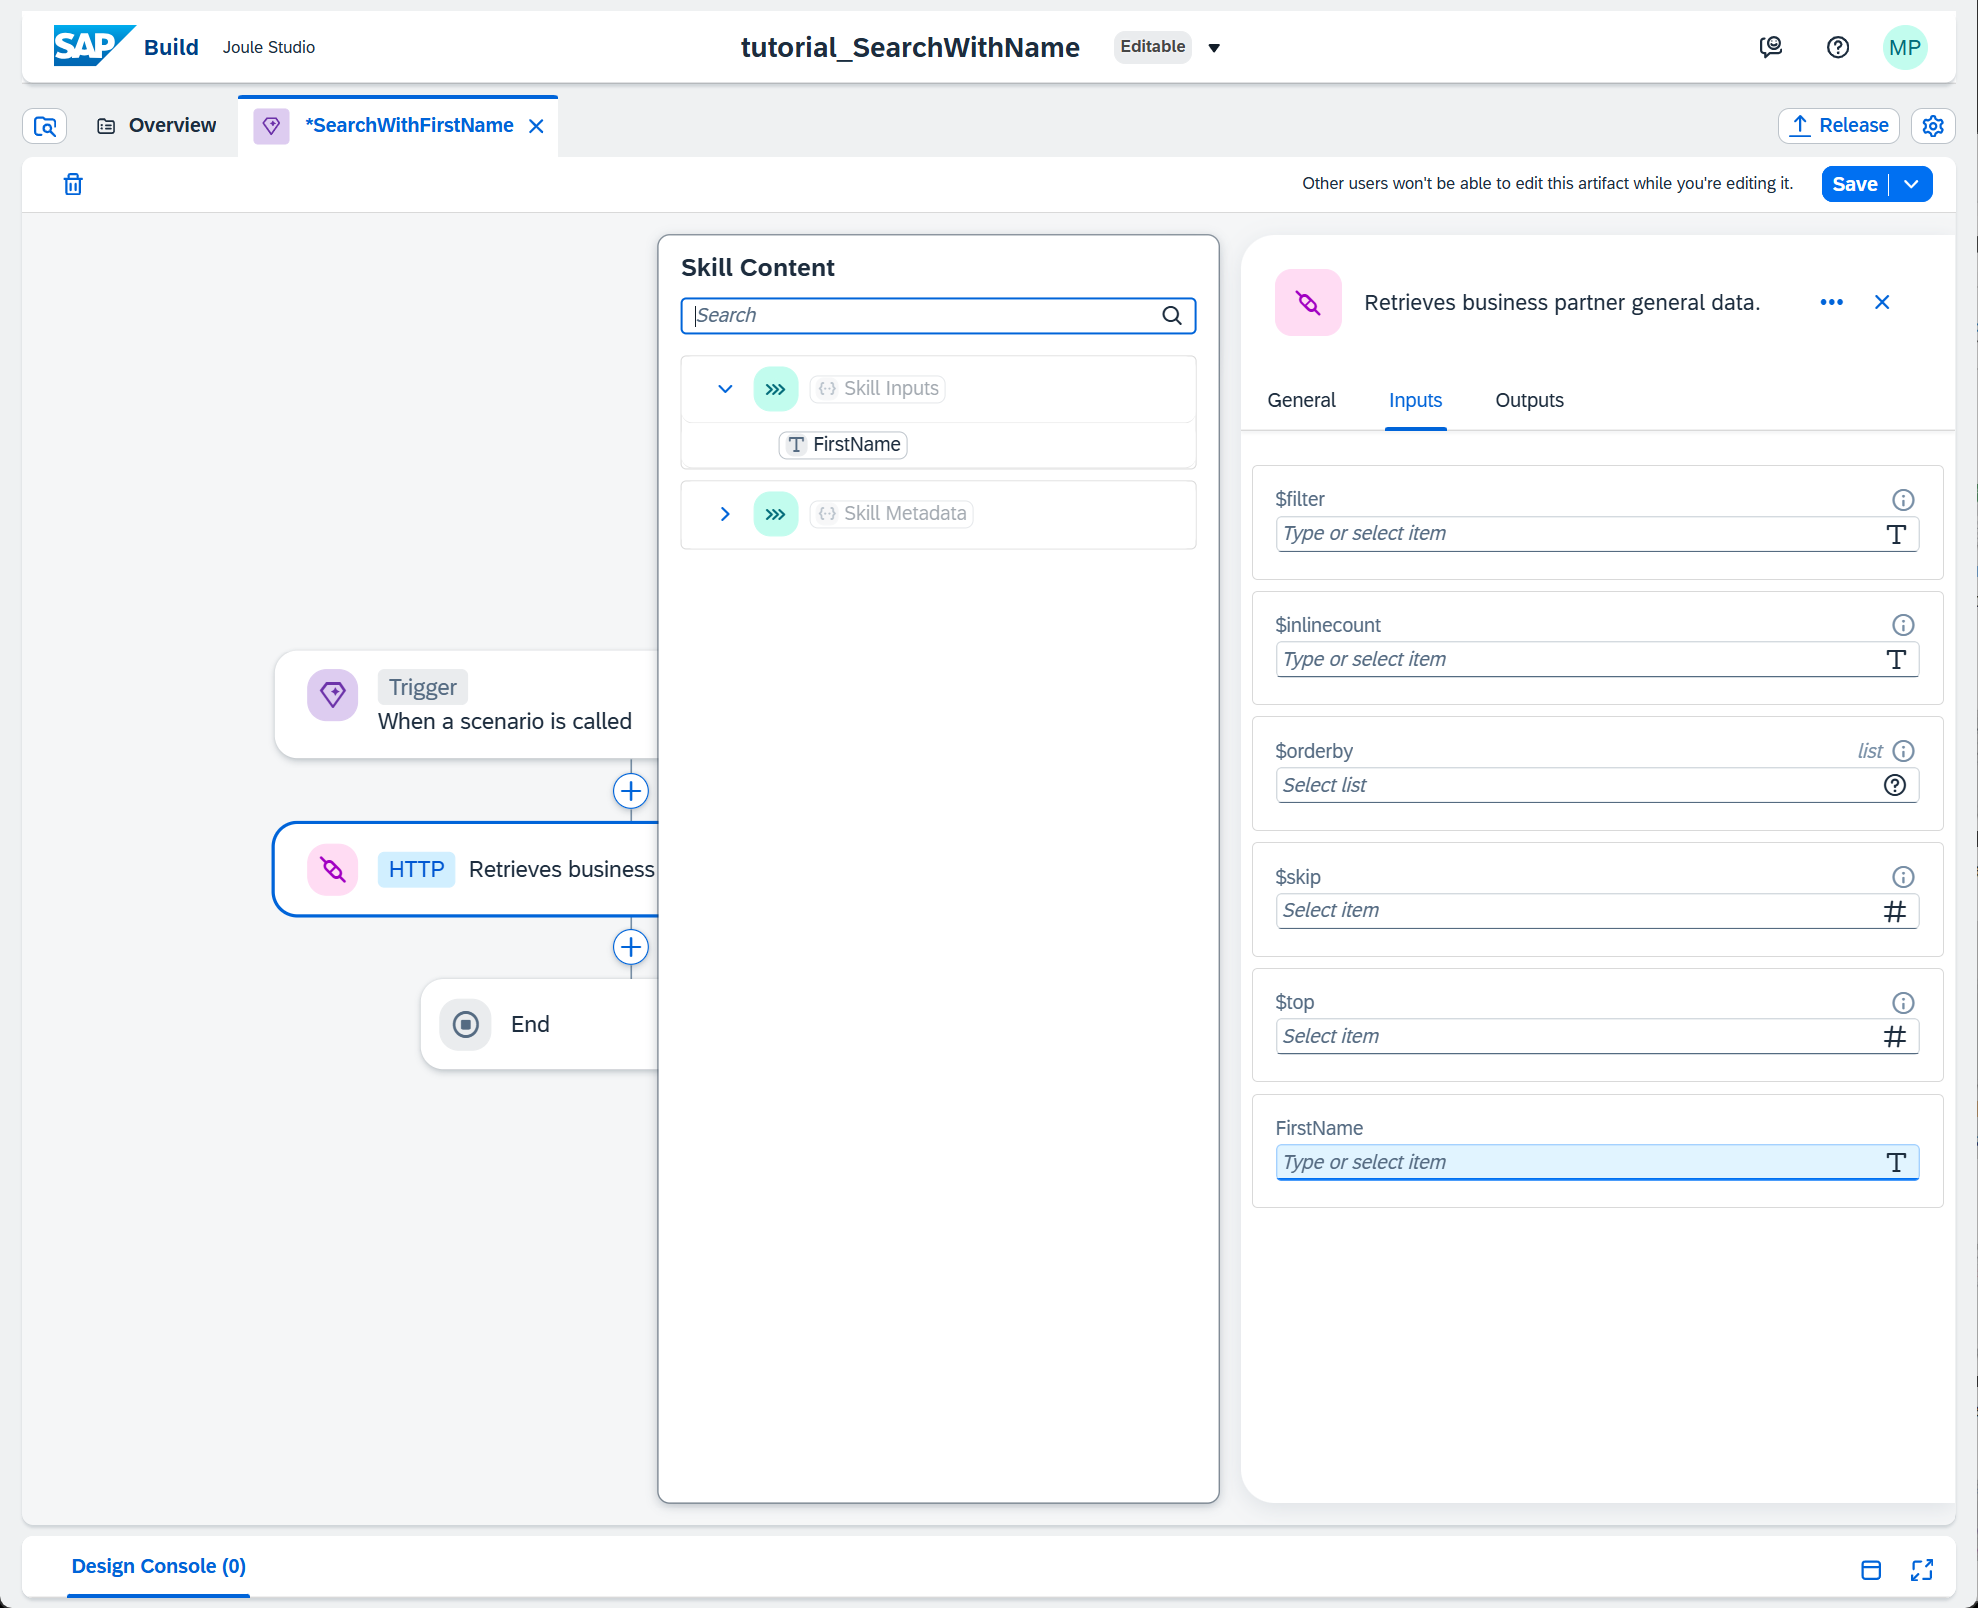 SAP Build Joule Studio
tutorial_SearchWithName Editable
MP
Overview
*SearchWithFirstName
Release
Other users won't be able to edit this artifact while you're editing it.
Save
Trigger
When a scenario is called
HTTP Retrieves business
End
Skill Content
Search
Skill Inputs
FirstName
Skill Metadata
Retrieves business partner general data.
General Inputs Outputs
$filter
Type or select item
$inlinecount
Type or select item
$orderby list
Select list
$skip
Select item
$top
Select item
FirstName
Type or select item
Design Console (0)